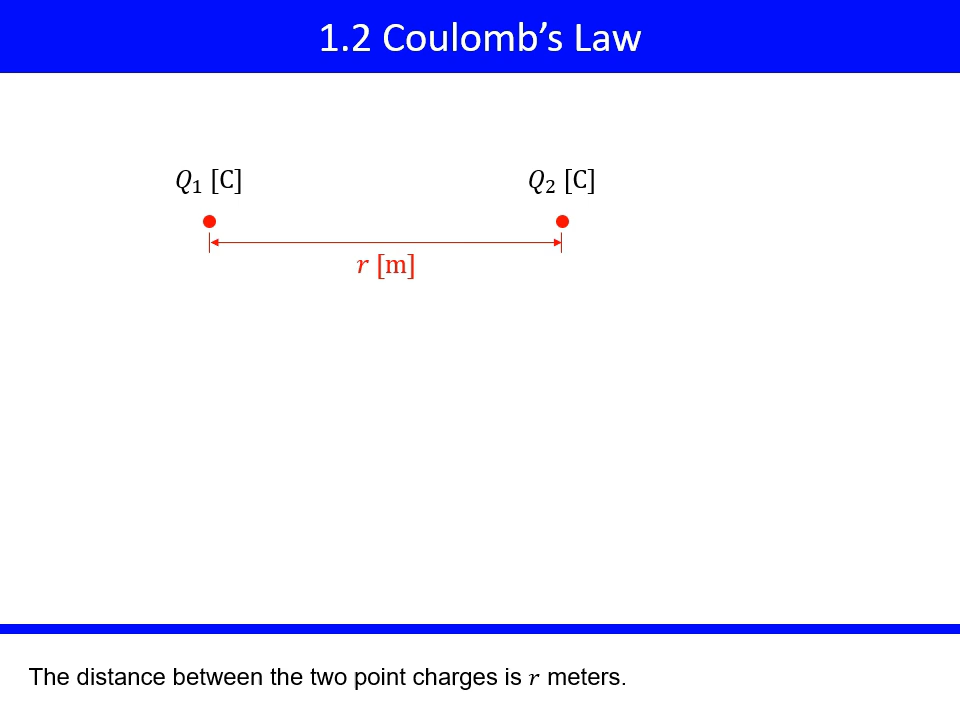 1.2 Coulomb’s Law
Q₁ [C] Q₂ [C]
r [m]
The distance between the two point charges is r meters.